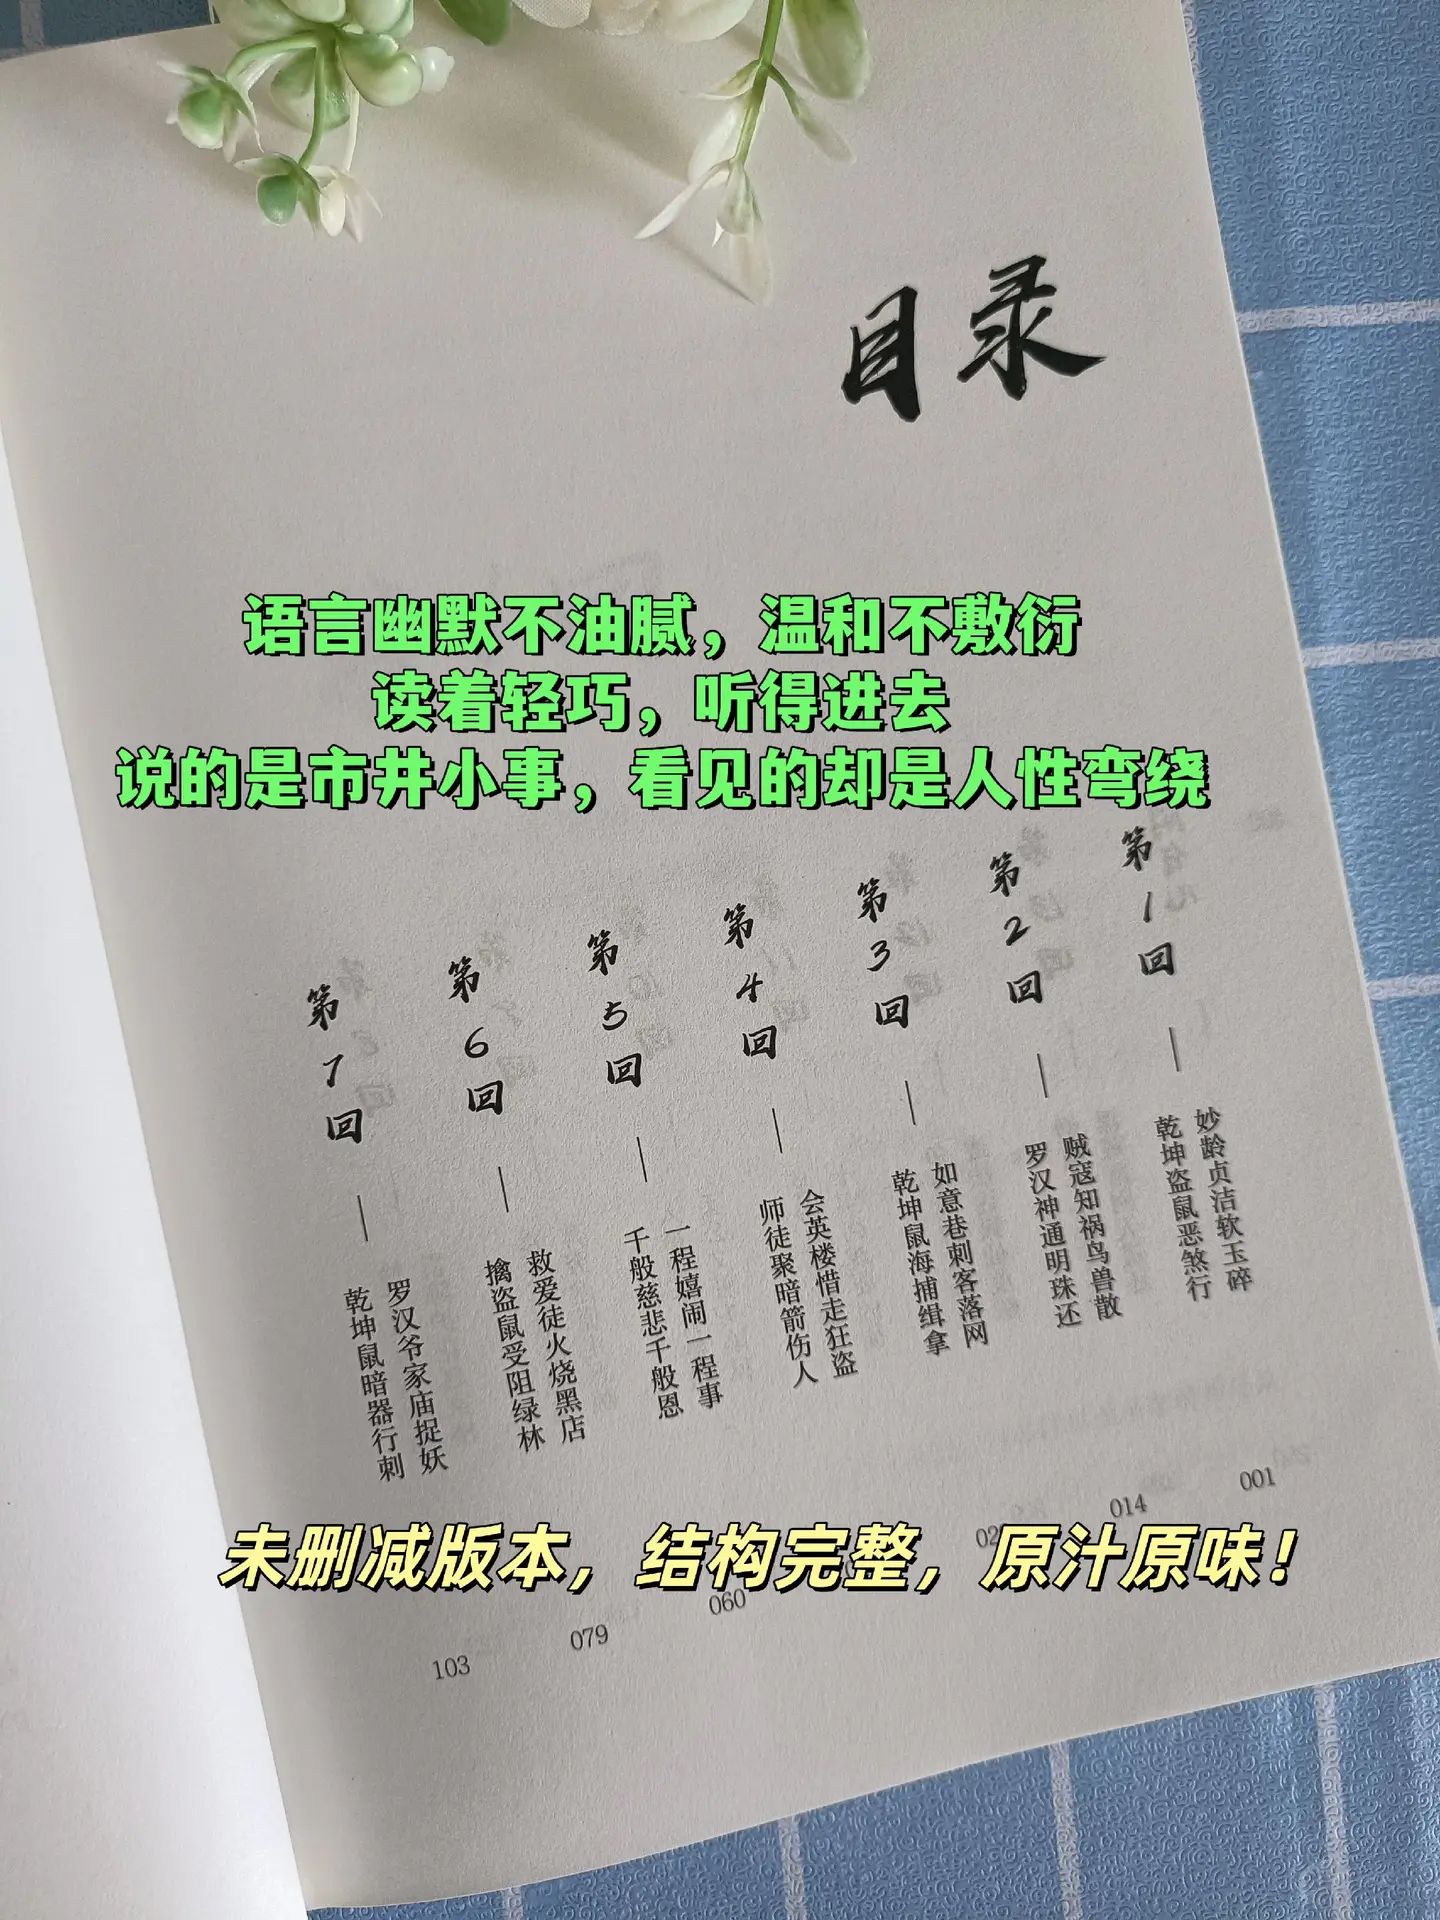 目录
语言幽默不油腻，温和不敷衍
读着轻巧，听得进去
说的是市井小事，看见的却是人性弯绕
第1回
妙龄贞洁软玉碎
乾坤盗鼠恶煞行
001
第2回
贼寇知祸鸟兽散
罗汉神通明珠还
014
第3回
如意巷刺客落网
乾坤鼠海捕缉拿
第4回
会英楼惜走狂盗
师徒聚暗箭伤人
第5回
一程嬉闹一程事
千般慈悲千般恩
060
第6回
救爱徒火烧黑店
擒盗鼠受阻绿林
079
第7回
罗汉爷家庙捉妖
乾坤鼠暗器行刺
103
未删减版本，结构完整，原汁原味！